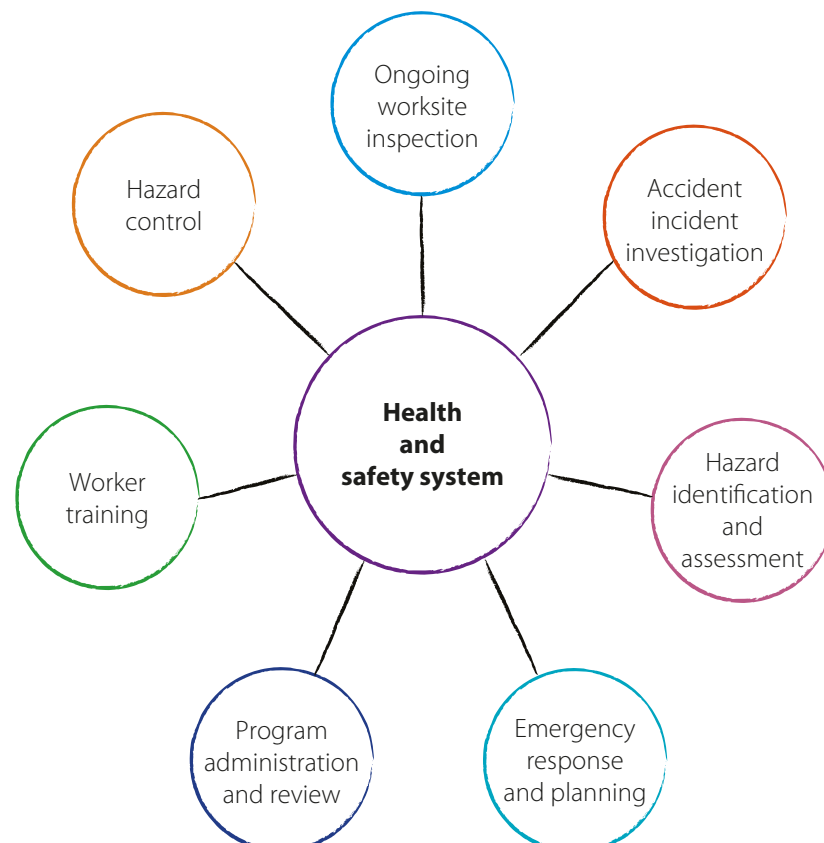 Ongoing
worksite
inspection
Hazard
control
Accident
incident
investigation
Health
and
safety system
Worker
training
Hazard
identification
and
assessment
Program
administration
and review
Emergency
response
and planning